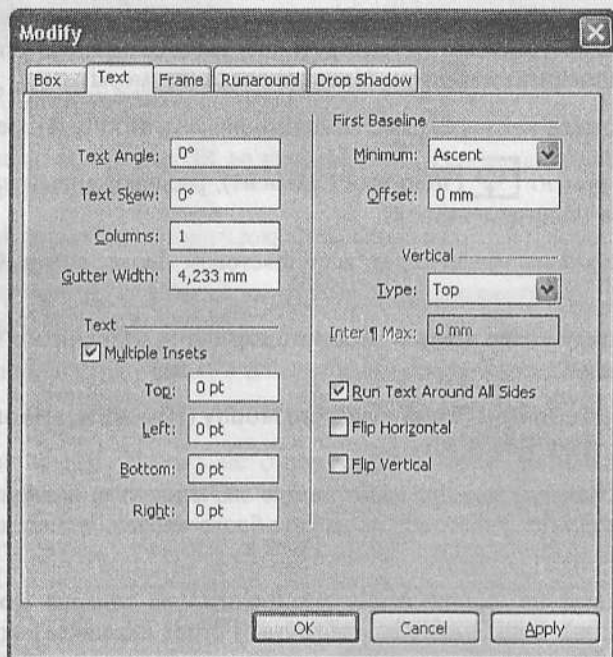 Modify
Box Text Frame Runaround Drop Shadow
Text Angle: 0°
Text Skew: 0°
Columns: 1
Gutter Width: 4,233 mm
Text
Multiple Insets
Top: 0 pt
Left: 0 pt
Bottom: 0 pt
Right: 0 pt
First Baseline
Minimum: Ascent
Offset: 0 mm
Vertical
Type: Top
Inter ¶ Max: 0 mm
Run Text Around All Sides
Flip Horizontal
Flip Vertical
OK Cancel Apply